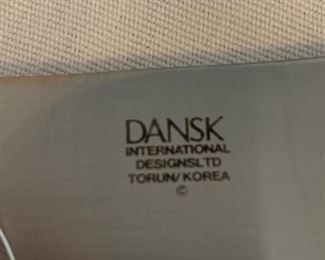 DANSK
INTERNATIONAL
DESIGNSLTD
TORUN/KOREA
©